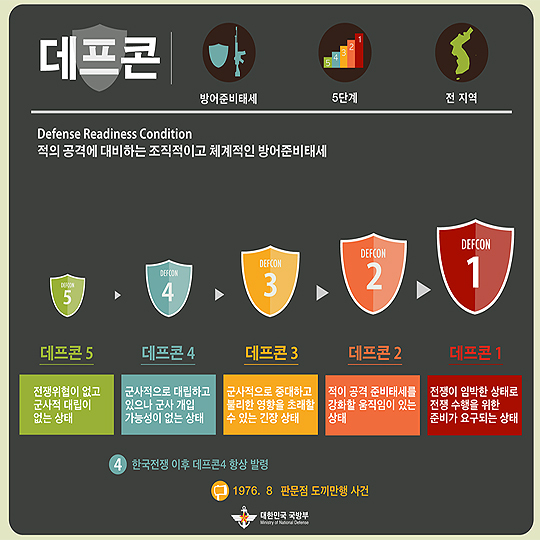 데프콘
방어준비태세
5 4 3 2 1
5단계
전 지역
Defense Readiness Condition
적의 공격에 대비하는 조직적이고 체계적인 방어준비태세
DEFCON
5
DEFCON
4
DEFCON
3
DEFCON
2
DEFCON
1
데프콘 5
데프콘 4
데프콘 3
데프콘 2
데프콘 1
전쟁위협이 없고
군사적 대립이
없는 상태
군사적으로 대립하고
있으나 군사 개입
가능성이 없는 상태
군사적으로 중대하고
불리한 영향을 초래할
수 있는 긴장 상태
적이 공격 준비태세를
강화할 움직임이 있는
상태
전쟁이 임박한 상태로
전쟁 수행을 위한
준비가 요구되는 상태
4 한국전쟁 이후 데프콘4 항상 발령
1976. 8 판문점 도끼만행 사건
대한민국 국방부
Ministry of National Defense